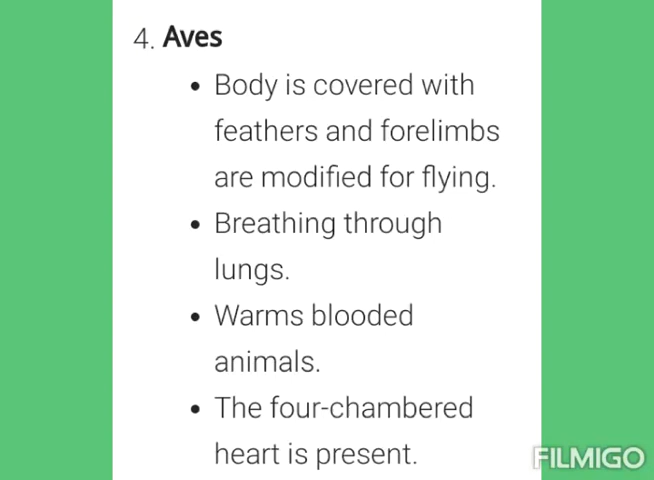 4. Aves
• Body is covered with
feathers and forelimbs
are modified for flying.
• Breathing through
lungs.
• Warms blooded
animals.
• The four-chambered
heart is present.
FILMIGO